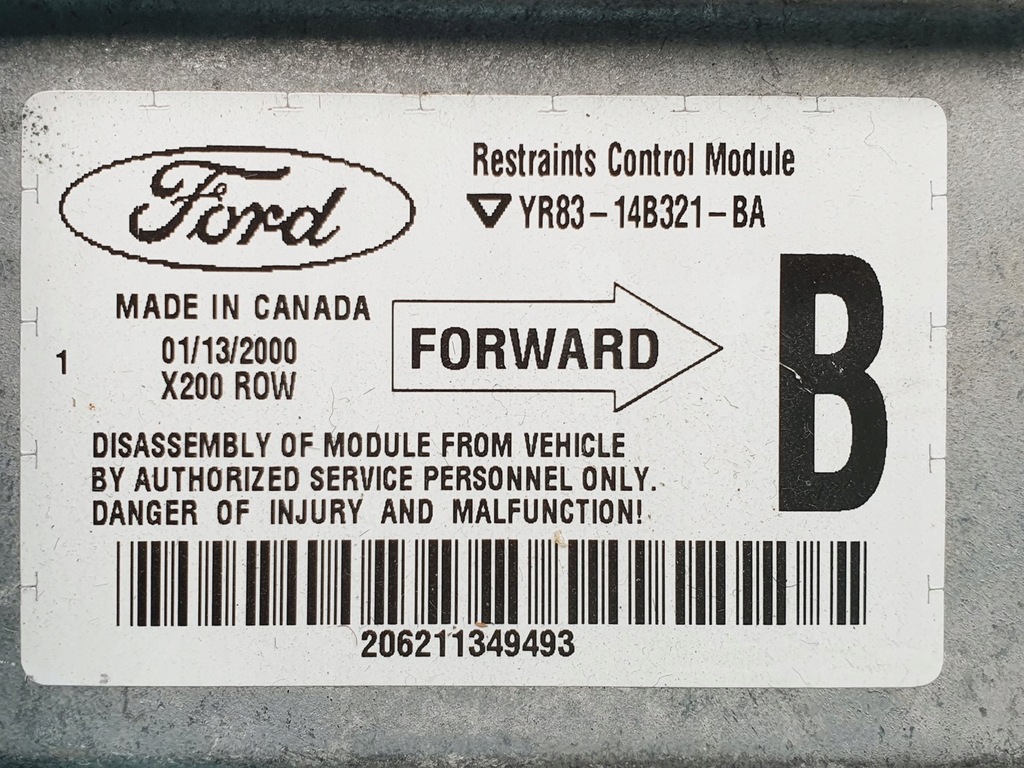 Ford
Restraints Control Module
YR83-14B321-BA
MADE IN CANADA
01/13/2000
X200 ROW
1
FORWARD
B
DISASSEMBLY OF MODULE FROM VEHICLE
BY AUTHORIZED SERVICE PERSONNEL ONLY.
DANGER OF INJURY AND MALFUNCTION!
206211349493